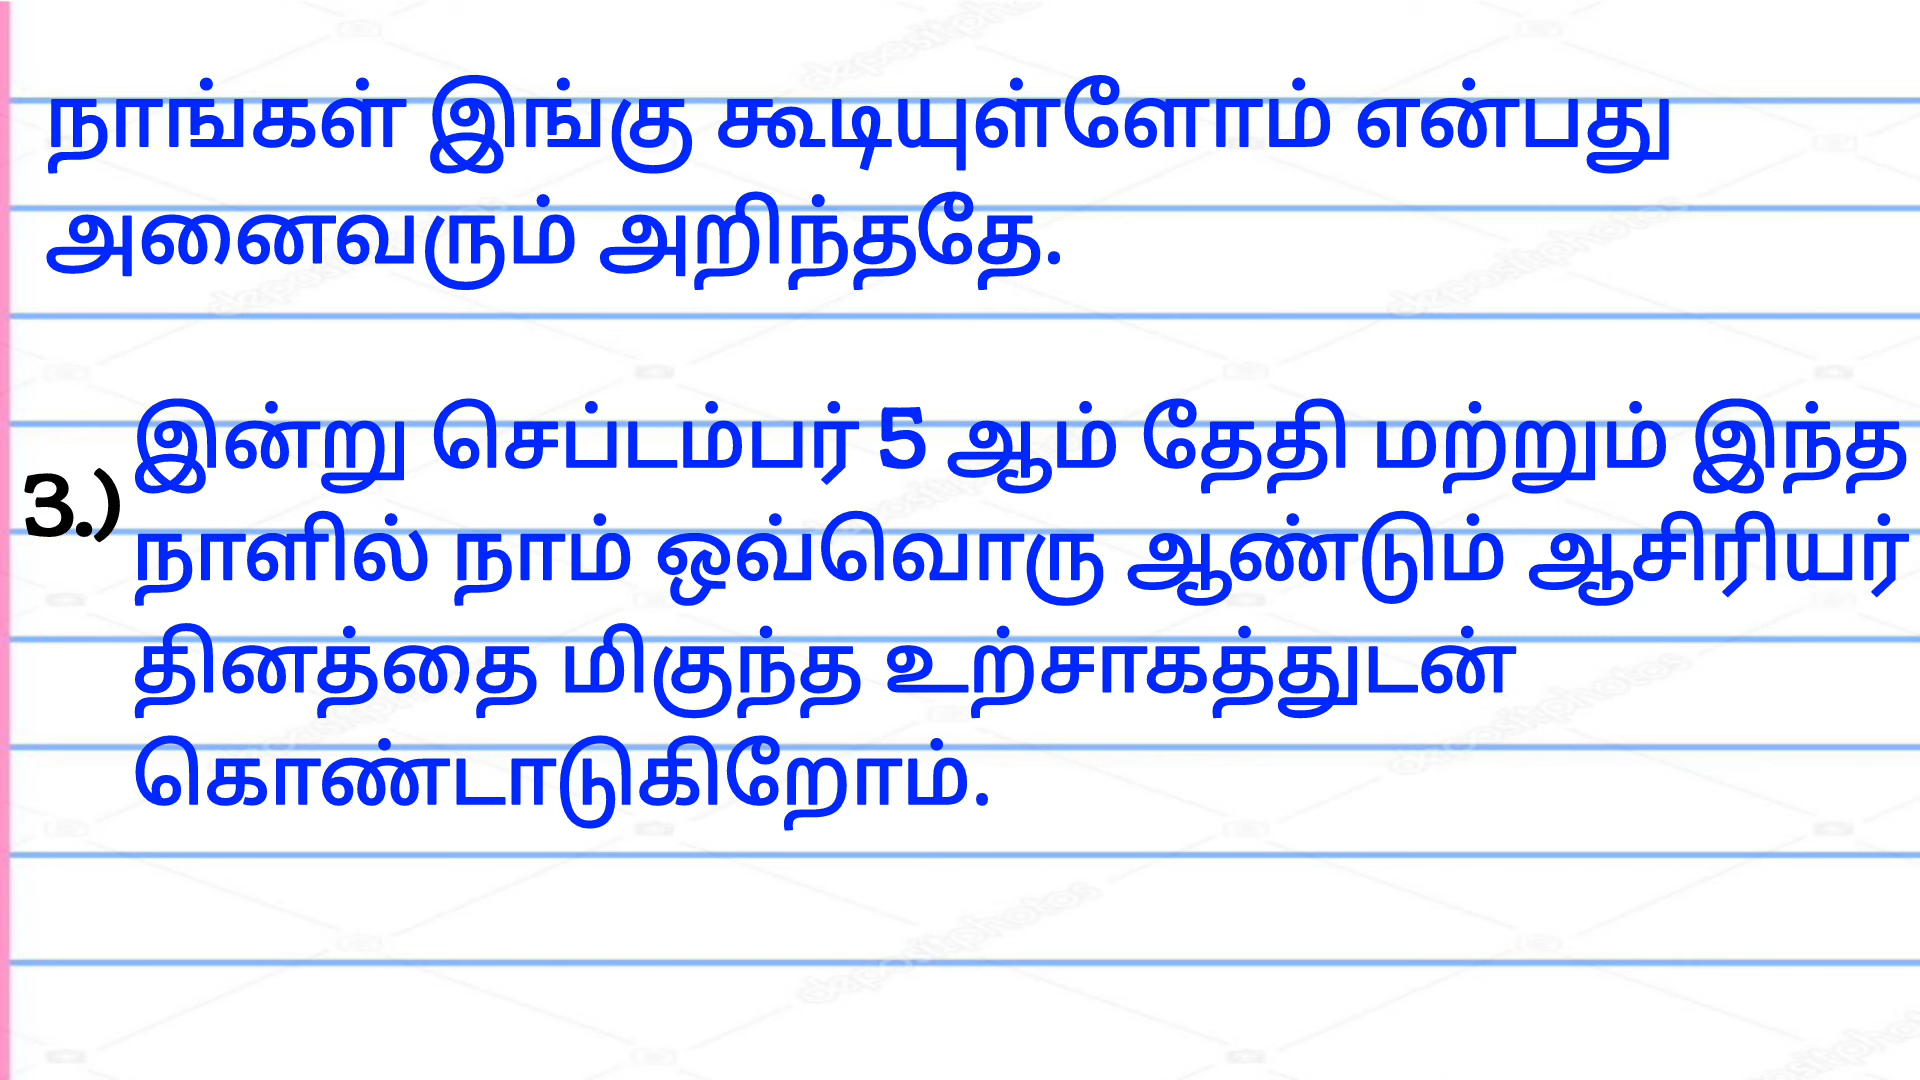 நாங்கள் இங்கு கூடியுள்ளோம் என்பது
அனைவரும் அறிந்ததே.
3.) இன்று செப்டம்பர் 5 ஆம் தேதி மற்றும் இந்த
நாளில் நாம் ஒவ்வொரு ஆண்டும் ஆசிரியர்
தினத்தை மிகுந்த உற்சாகத்துடன்
கொண்டாடுகிறோம்.